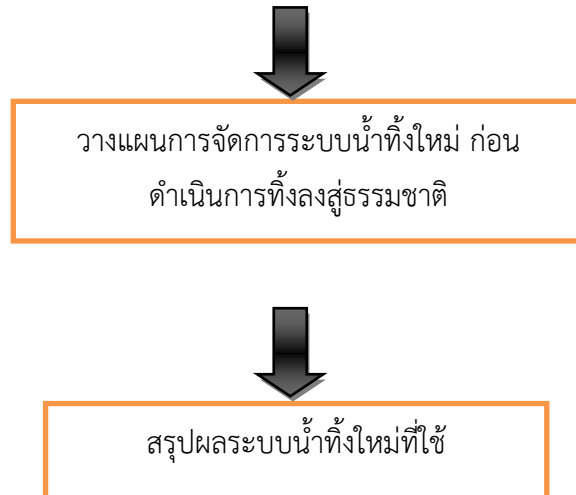 วางแผนการจัดการระบบน้ำทิ้งใหม่ ก่อน
ดำเนินการทิ้งลงสู่ธรรมชาติ
สรุปผลระบบน้ำทิ้งใหม่ที่ใช้